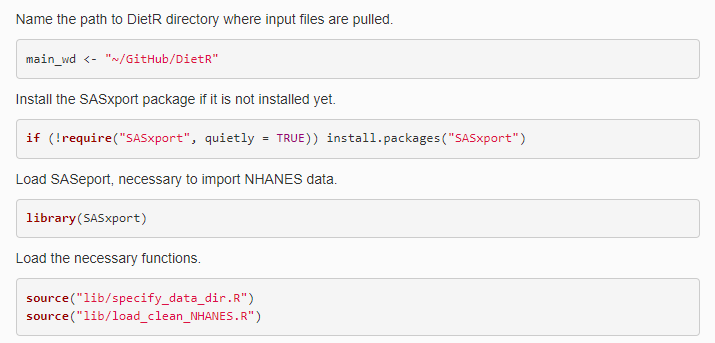 Name the path to DietR directory where input files are pulled.
main_wd <- "~/GitHub/DietR"
Install the SASxport package if it is not installed yet.
if (!require("SASxport", quietly = TRUE)) install.packages("SASxport")
Load SASeport, necessary to import NHANES data.
library(SASxport)
Load the necessary functions.
source("lib/specify_data_dir.R")
source("lib/load_clean_NHANES.R")